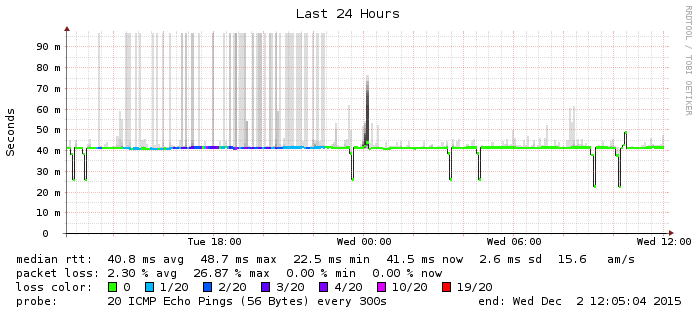 Last 24 Hours
RRDTOOL / TOBI OETIKER
Seconds
90 m
80 m
70 m
60 m
50 m
40 m
30 m
20 m
10 m
0
Tue 18:00 Wed 00:00 Wed 06:00 Wed 12:00
median rtt: 40.8 ms avg 48.7 ms max 22.5 ms min 41.5 ms now 2.6 ms sd 15.6 am/s
packet loss: 2.30 % avg 26.87 % max 0.00 % min 0.00 % now
loss color: 0 1/20 2/20 3/20 4/20 10/20 19/20
probe: 20 ICMP Echo Pings (56 Bytes) every 300s end: Wed Dec 2 12:05:04 2015